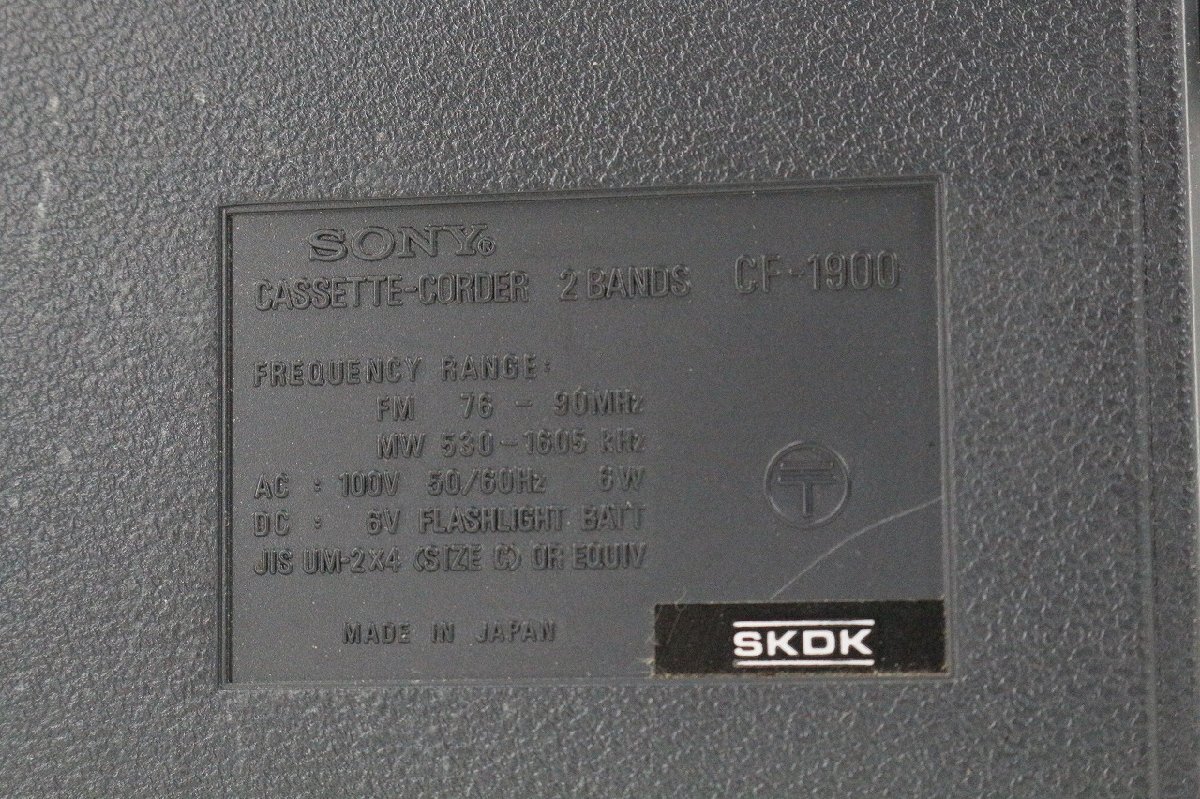 SONY®
CASSETTE-CORDER 2 BANDS CF-1900
FREQUENCY RANGE:
FM 76 - 90MHz
MW 530-1605 kHz
AC : 100V 50/60Hz 6W
DC : 6V FLASHLIGHT BATT
JIS UM-2X4 (SIZE C) OR EQUIV
MADE IN JAPAN
SKDK